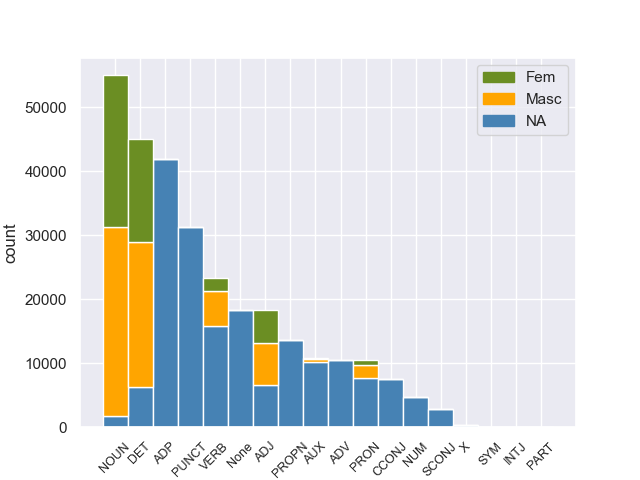 Fem
Masc
NA
count
50000
40000
30000
20000
10000
0
NOUN
DET
ADP
PUNCT
VERB
None
ADJ
PROPN
AUX
ADV
PRON
CCONJ
NUM
SCONJ
X
SYM
INTJ
PART